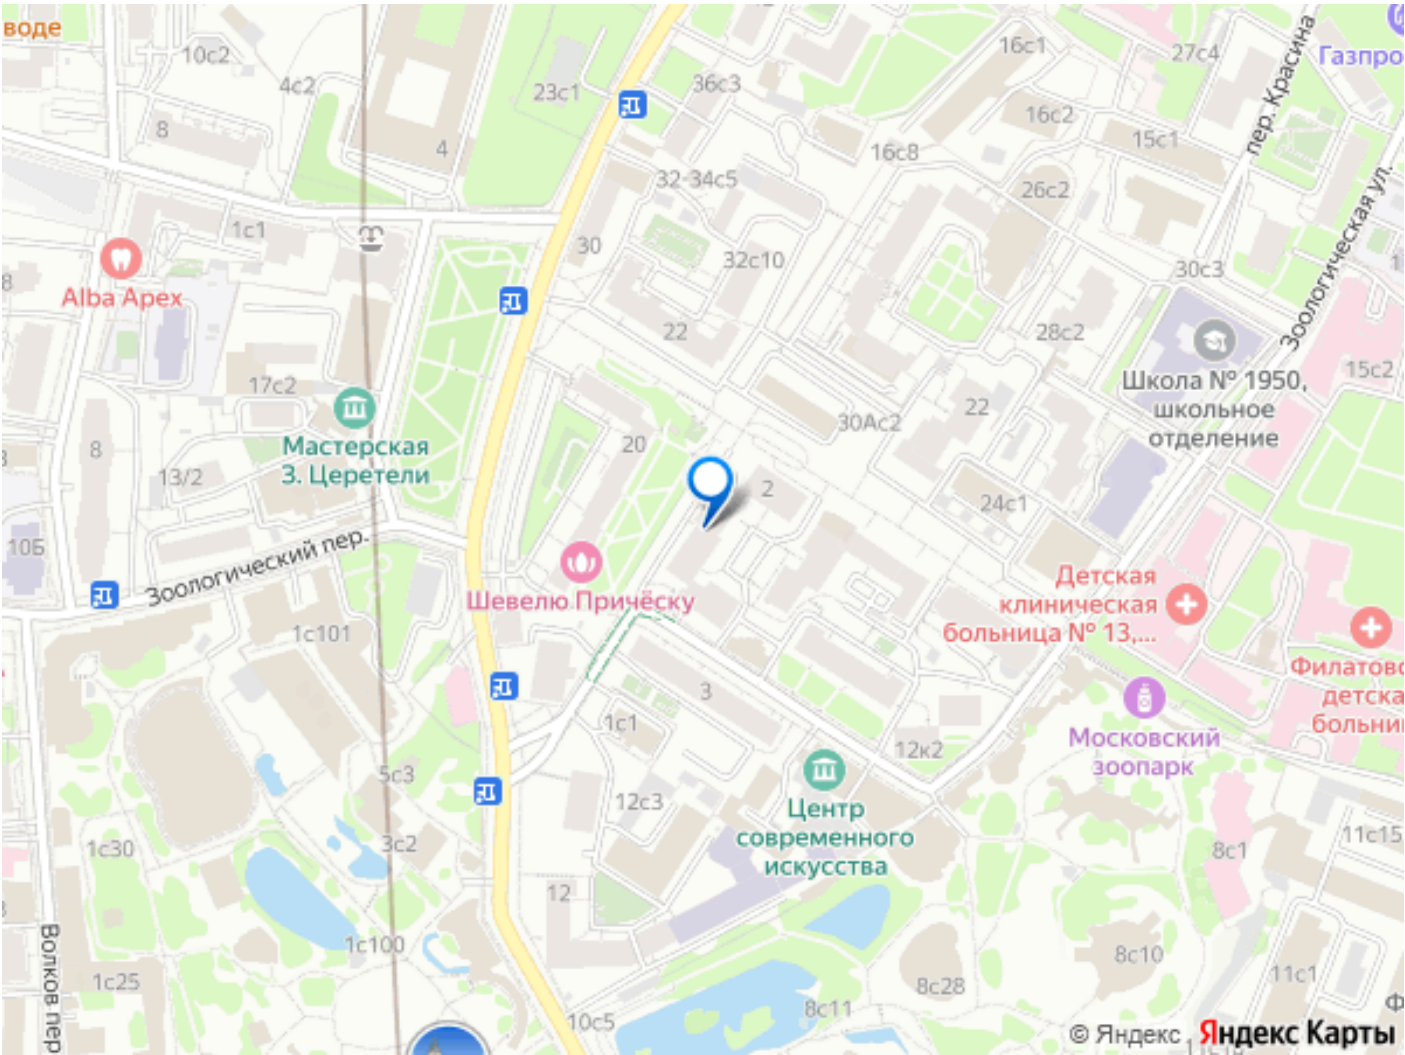 воде
10с2
4с2
8
4
23с1
36с3
16с1
27с4
Газпро
пер. Красина
16с2
15с1
16с8
32-34с5
26с2
Зоологическая ул.
1с1
30
32с10
30с3
Alba Apex
22
28с2
Школа № 1950,
школьное
отделение
15с2
17с2
Мастерская
З. Церетели
8
13/2
20
30Ас2
22
2
24с1
10Б
Зоологический пер.
Шевелю Причёску
Детская
клиническая
больница № 13,...
1с101
Филатовс
детска
больни
3
1с1
12к2
Московский
зоопарк
5с3
12с3
Центр
современного
искусства
3с2
1с30
8с1
11с15
12
1с100
Волков пер
1с25
8с10
8с28
11с1
8с11
10с5
© Яндекс
Яндекс Карты